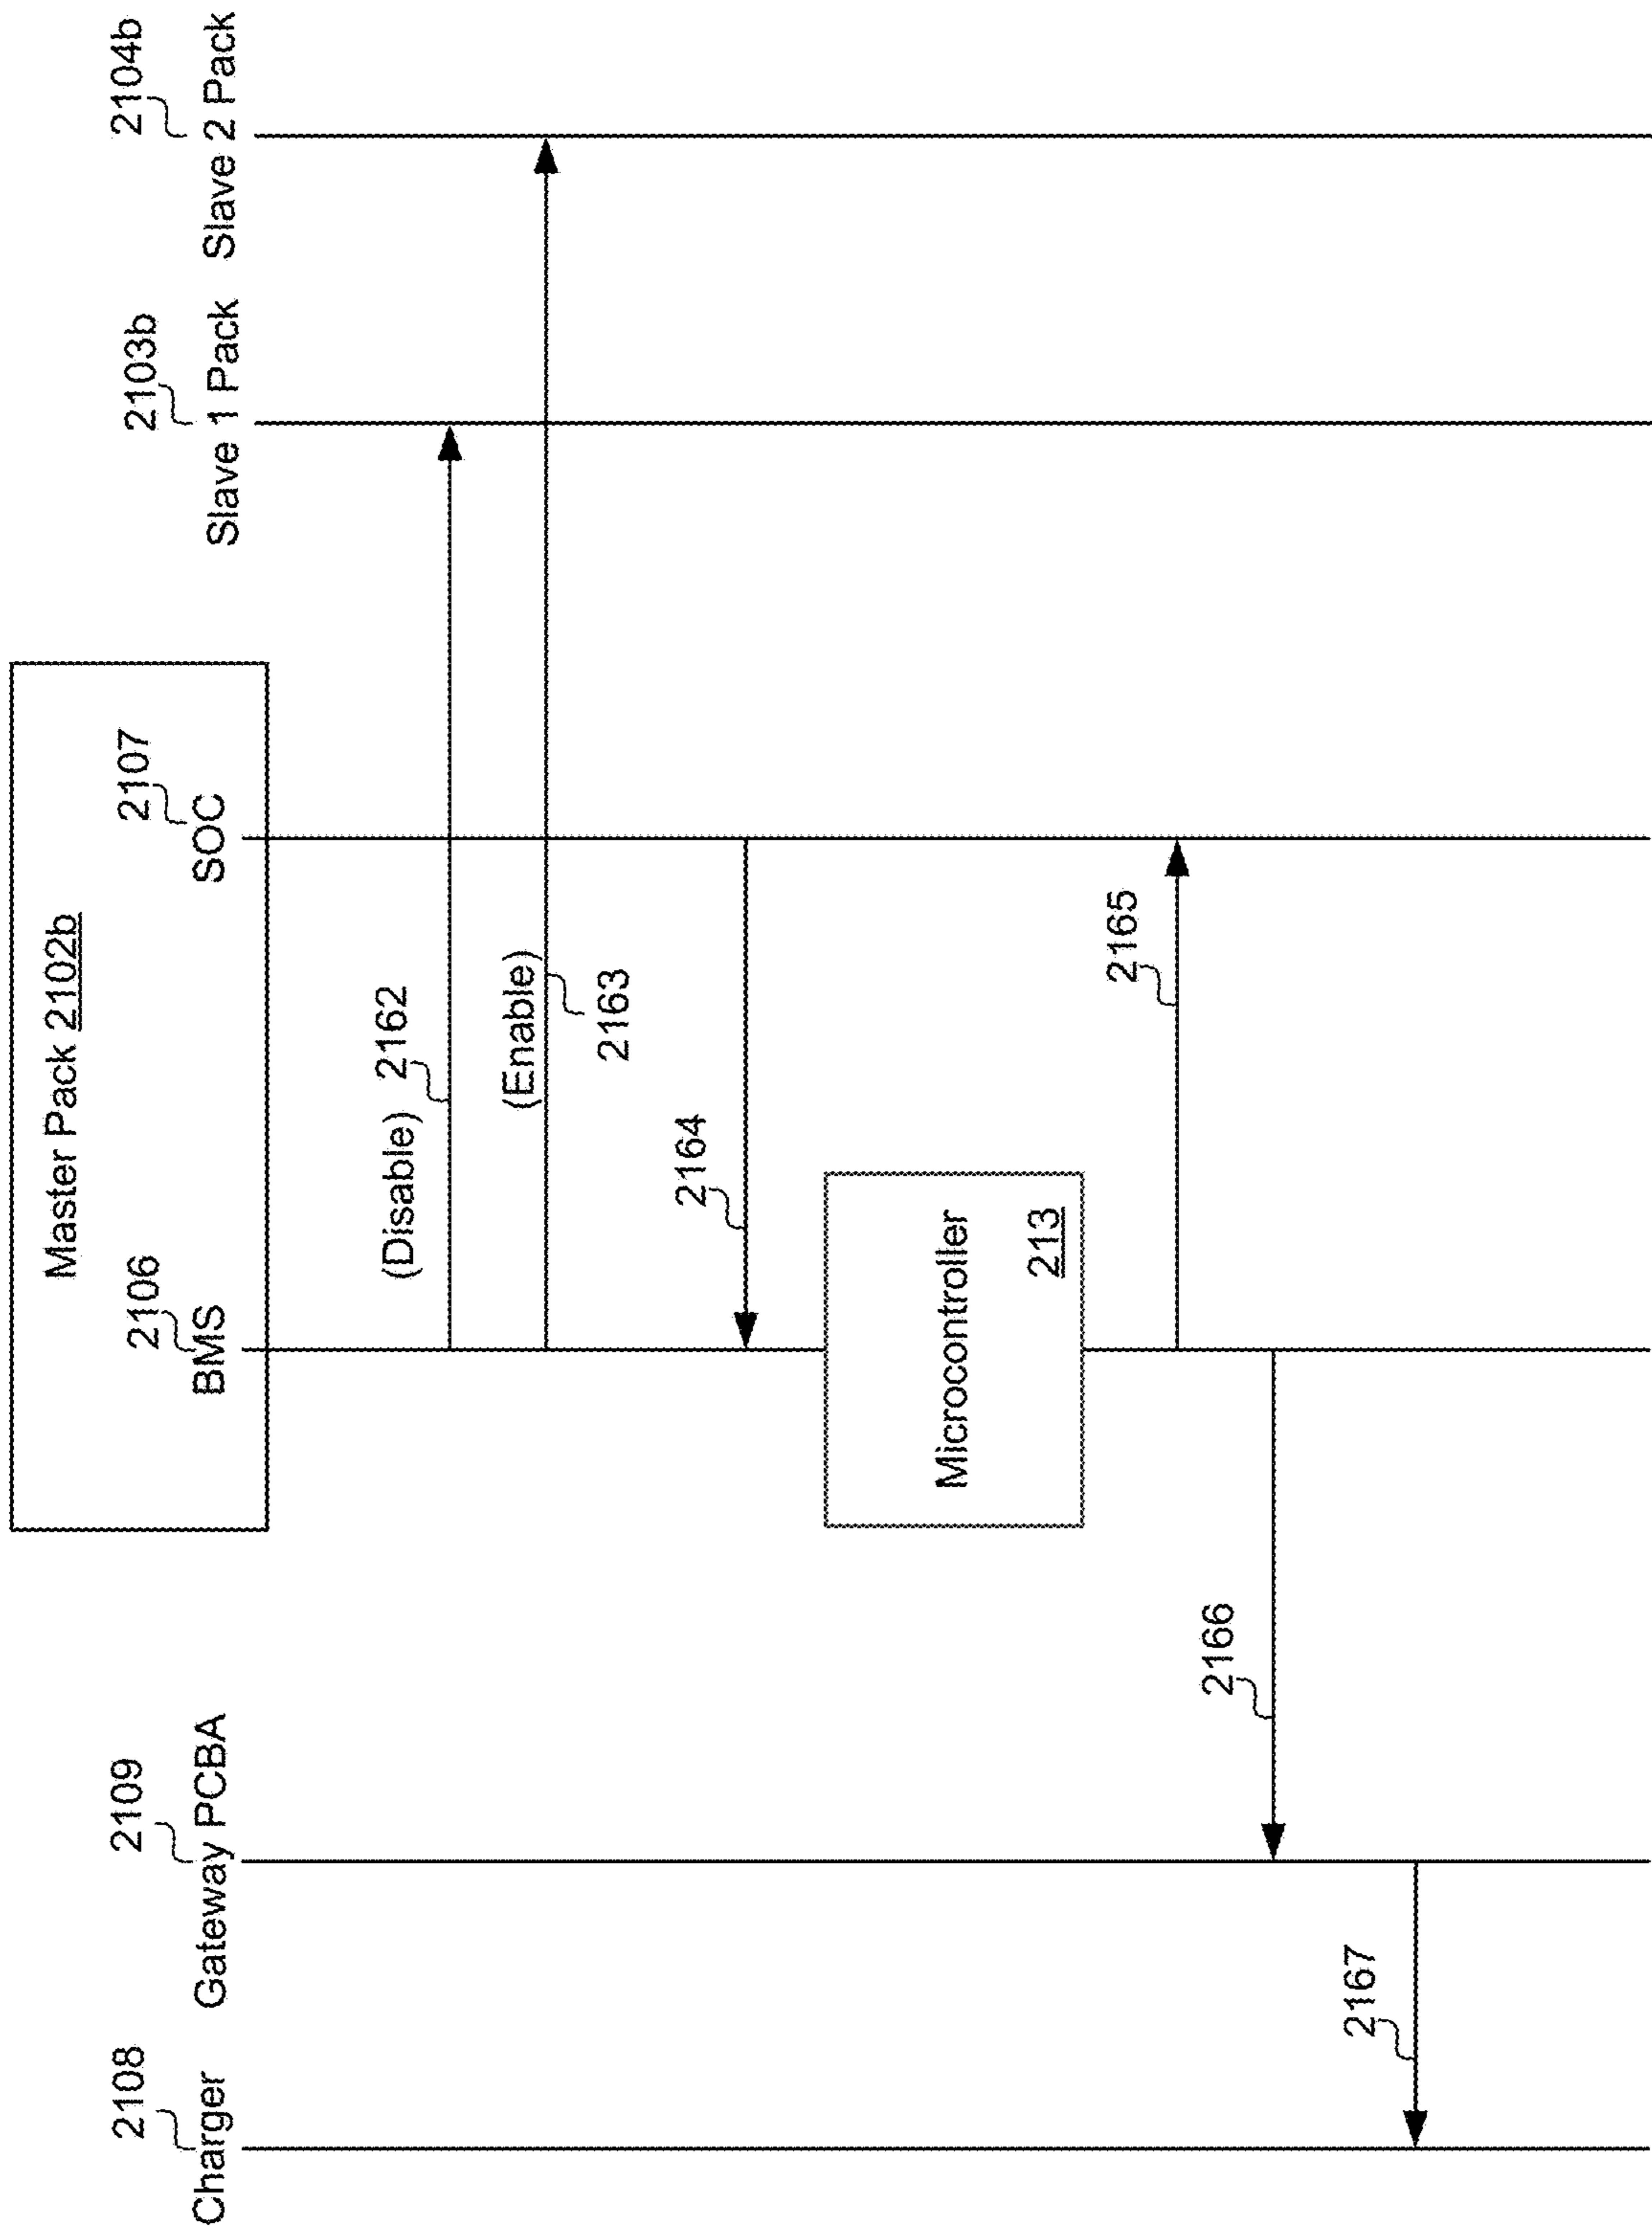 Master Pack 2102b
2108
2109
2106
2107
2103b
2104b
Charger
Gateway PCBA
BMS
SOC
Slave 1 Pack
Slave 2 Pack
(Disable)
2162
(Enable)
2163
2164
Microcontroller
213
2165
2166
2167